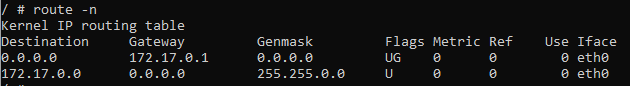 / # route -n
Kernel IP routing table
Destination     Gateway         Genmask         Flags Metric Ref    Use Iface
0.0.0.0         172.17.0.1      0.0.0.0         UG    0      0        0 eth0
172.17.0.0      0.0.0.0         255.255.0.0     U     0      0        0 eth0
/ #